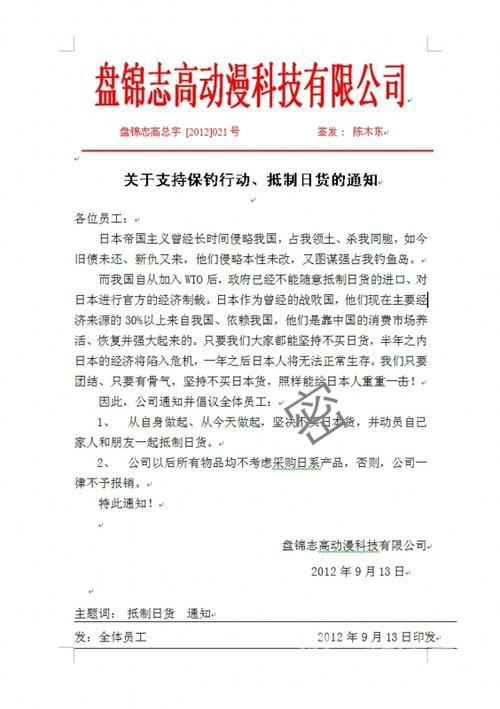 盘锦志高动漫科技有限公司
盘锦志高总字 [2012]021号 签发： 陈木东
关于支持保钓行动、抵制日货的通知
各位员工：
日本帝国主义曾经长时间侵略我国，占我领土、杀我同胞，如今
旧债未还、新仇又来，他们侵略本性未改，又图谋强占我钓鱼岛。
而我国自从加入 WTO 后，政府已经不能随意抵制日货的进口、对
日本进行官方的经济制裁。日本作为曾经的战败国，他们现在主要经
济来源的 30%以上来自我国、依赖我国，他们是靠中国的消费市场养
活、恢复并强大起来的。只要我们大家都能坚持不买日货，半年之内
日本的经济将陷入危机，一年之后日本人将无法正常生存。我们只要
团结、只要有骨气，坚持不买日本货，照样能给日本人重重一击！
因此，公司通知并倡议全体员工：
1、 从自身做起、从今天做起，坚决不买日本货，并动员自己
家人和朋友一起抵制日货。
2、 公司以后所有物品均不考虑采购日系产品，否则，公司一
律不予报销。
特此通知！
密
盘锦志高动漫科技有限公司
2012 年 9 月 13 日
主题词： 抵制日货 通知
发：全体员工 2012 年 9 月 13 日印发